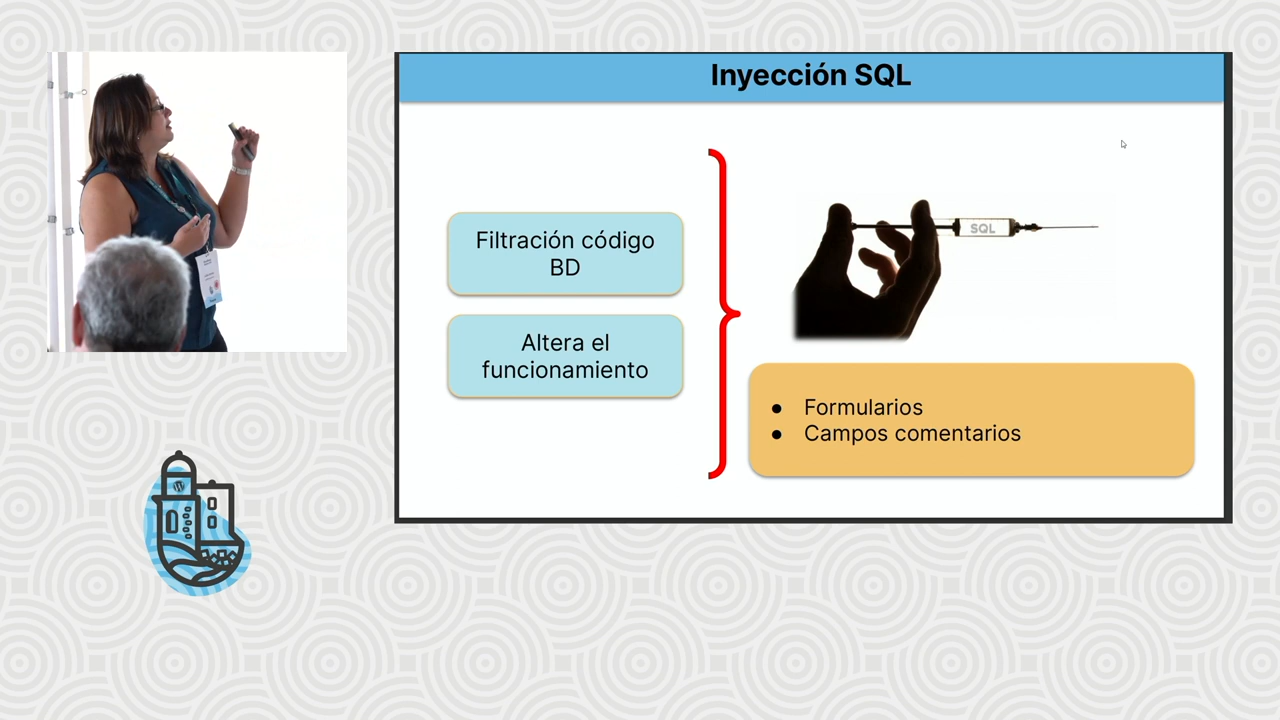 Inyección SQL
Filtración código
BD
Altera el
funcionamiento
SQL
● Formularios
● Campos comentarios